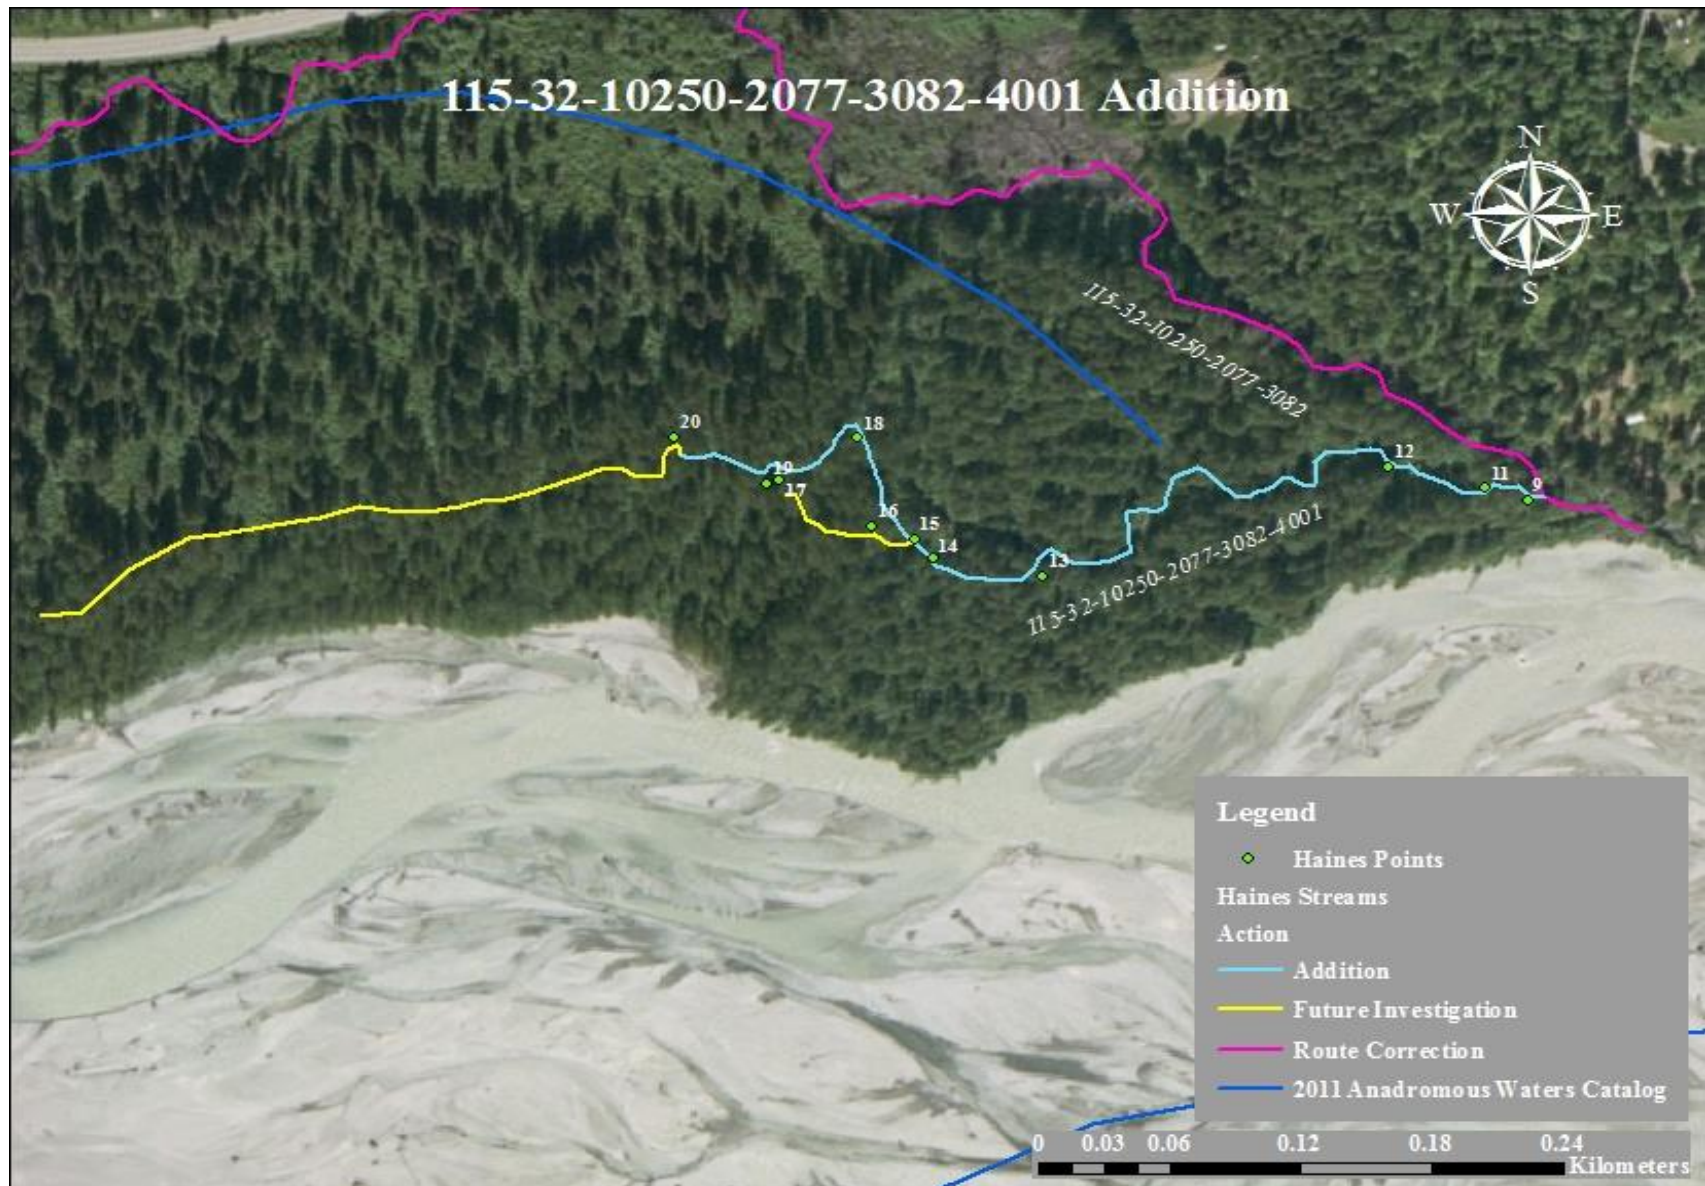 115-32-10250-2077-3082-4001 Addition
N
W
E
S
115-32-10250-2077-3082
20
18
12
19
17
11
9
16
15
14
13
115-32-10250-2077-3082-4001
Legend
Haines Points
Haines Streams
Action
Addition
Future Investigation
Route Correction
2011 Anadromous Waters Catalog
0 0.03 0.06 0.12 0.18 0.24
Kilometers